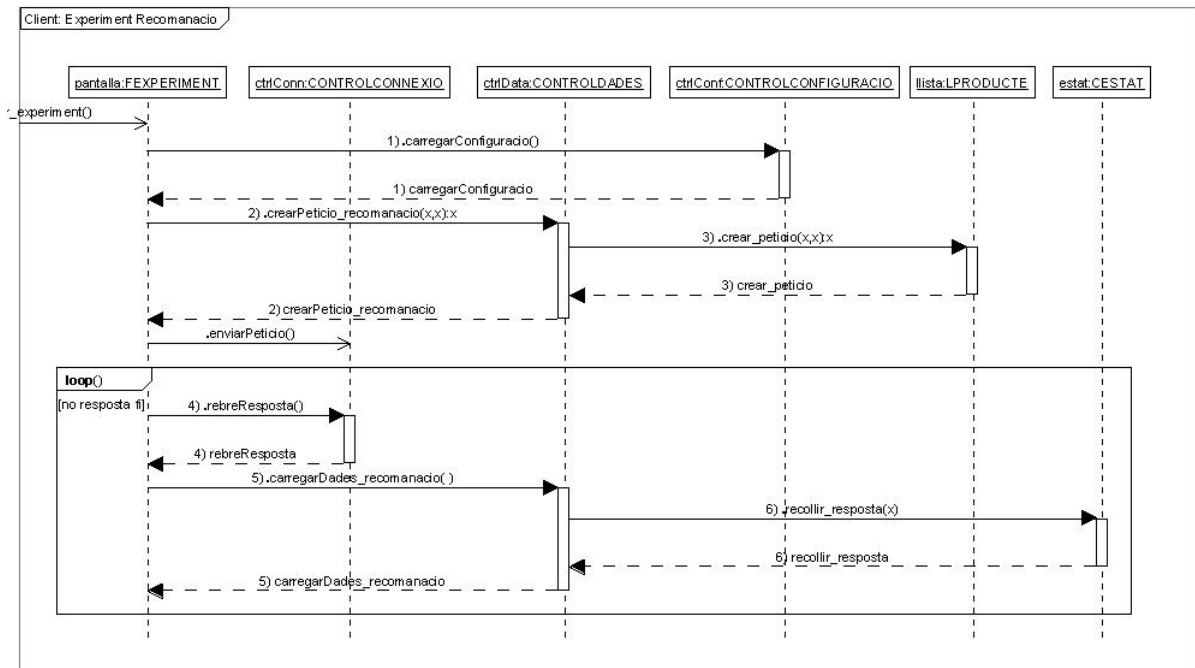 Client: Experiment Recomanacio
pantalla:FEXPERIMENT
ctrlConn:CONTROLCONNEXIO
ctrlData:CONTROLDADES
ctrlConf:CONTROLCONFIGURACIO
llista:LPRODUCTE
estat:CESTAT
r_experiment()
1) .carregarConfiguracio()
1) carregarConfiguracio
2) .crearPeticio_recomanacio(x,x):x
3) .crear_peticio(x,x):x
3) crear_peticio
2) crearPeticio_recomanacio
.enviarPeticio()
loop()
[no resposta fi]
4) .rebreResposta()
4) rebreResposta
5) .carregarDades_recomanacio( )
6) .recollir_resposta(x)
6) recollir_resposta
5) carregarDades_recomanacio